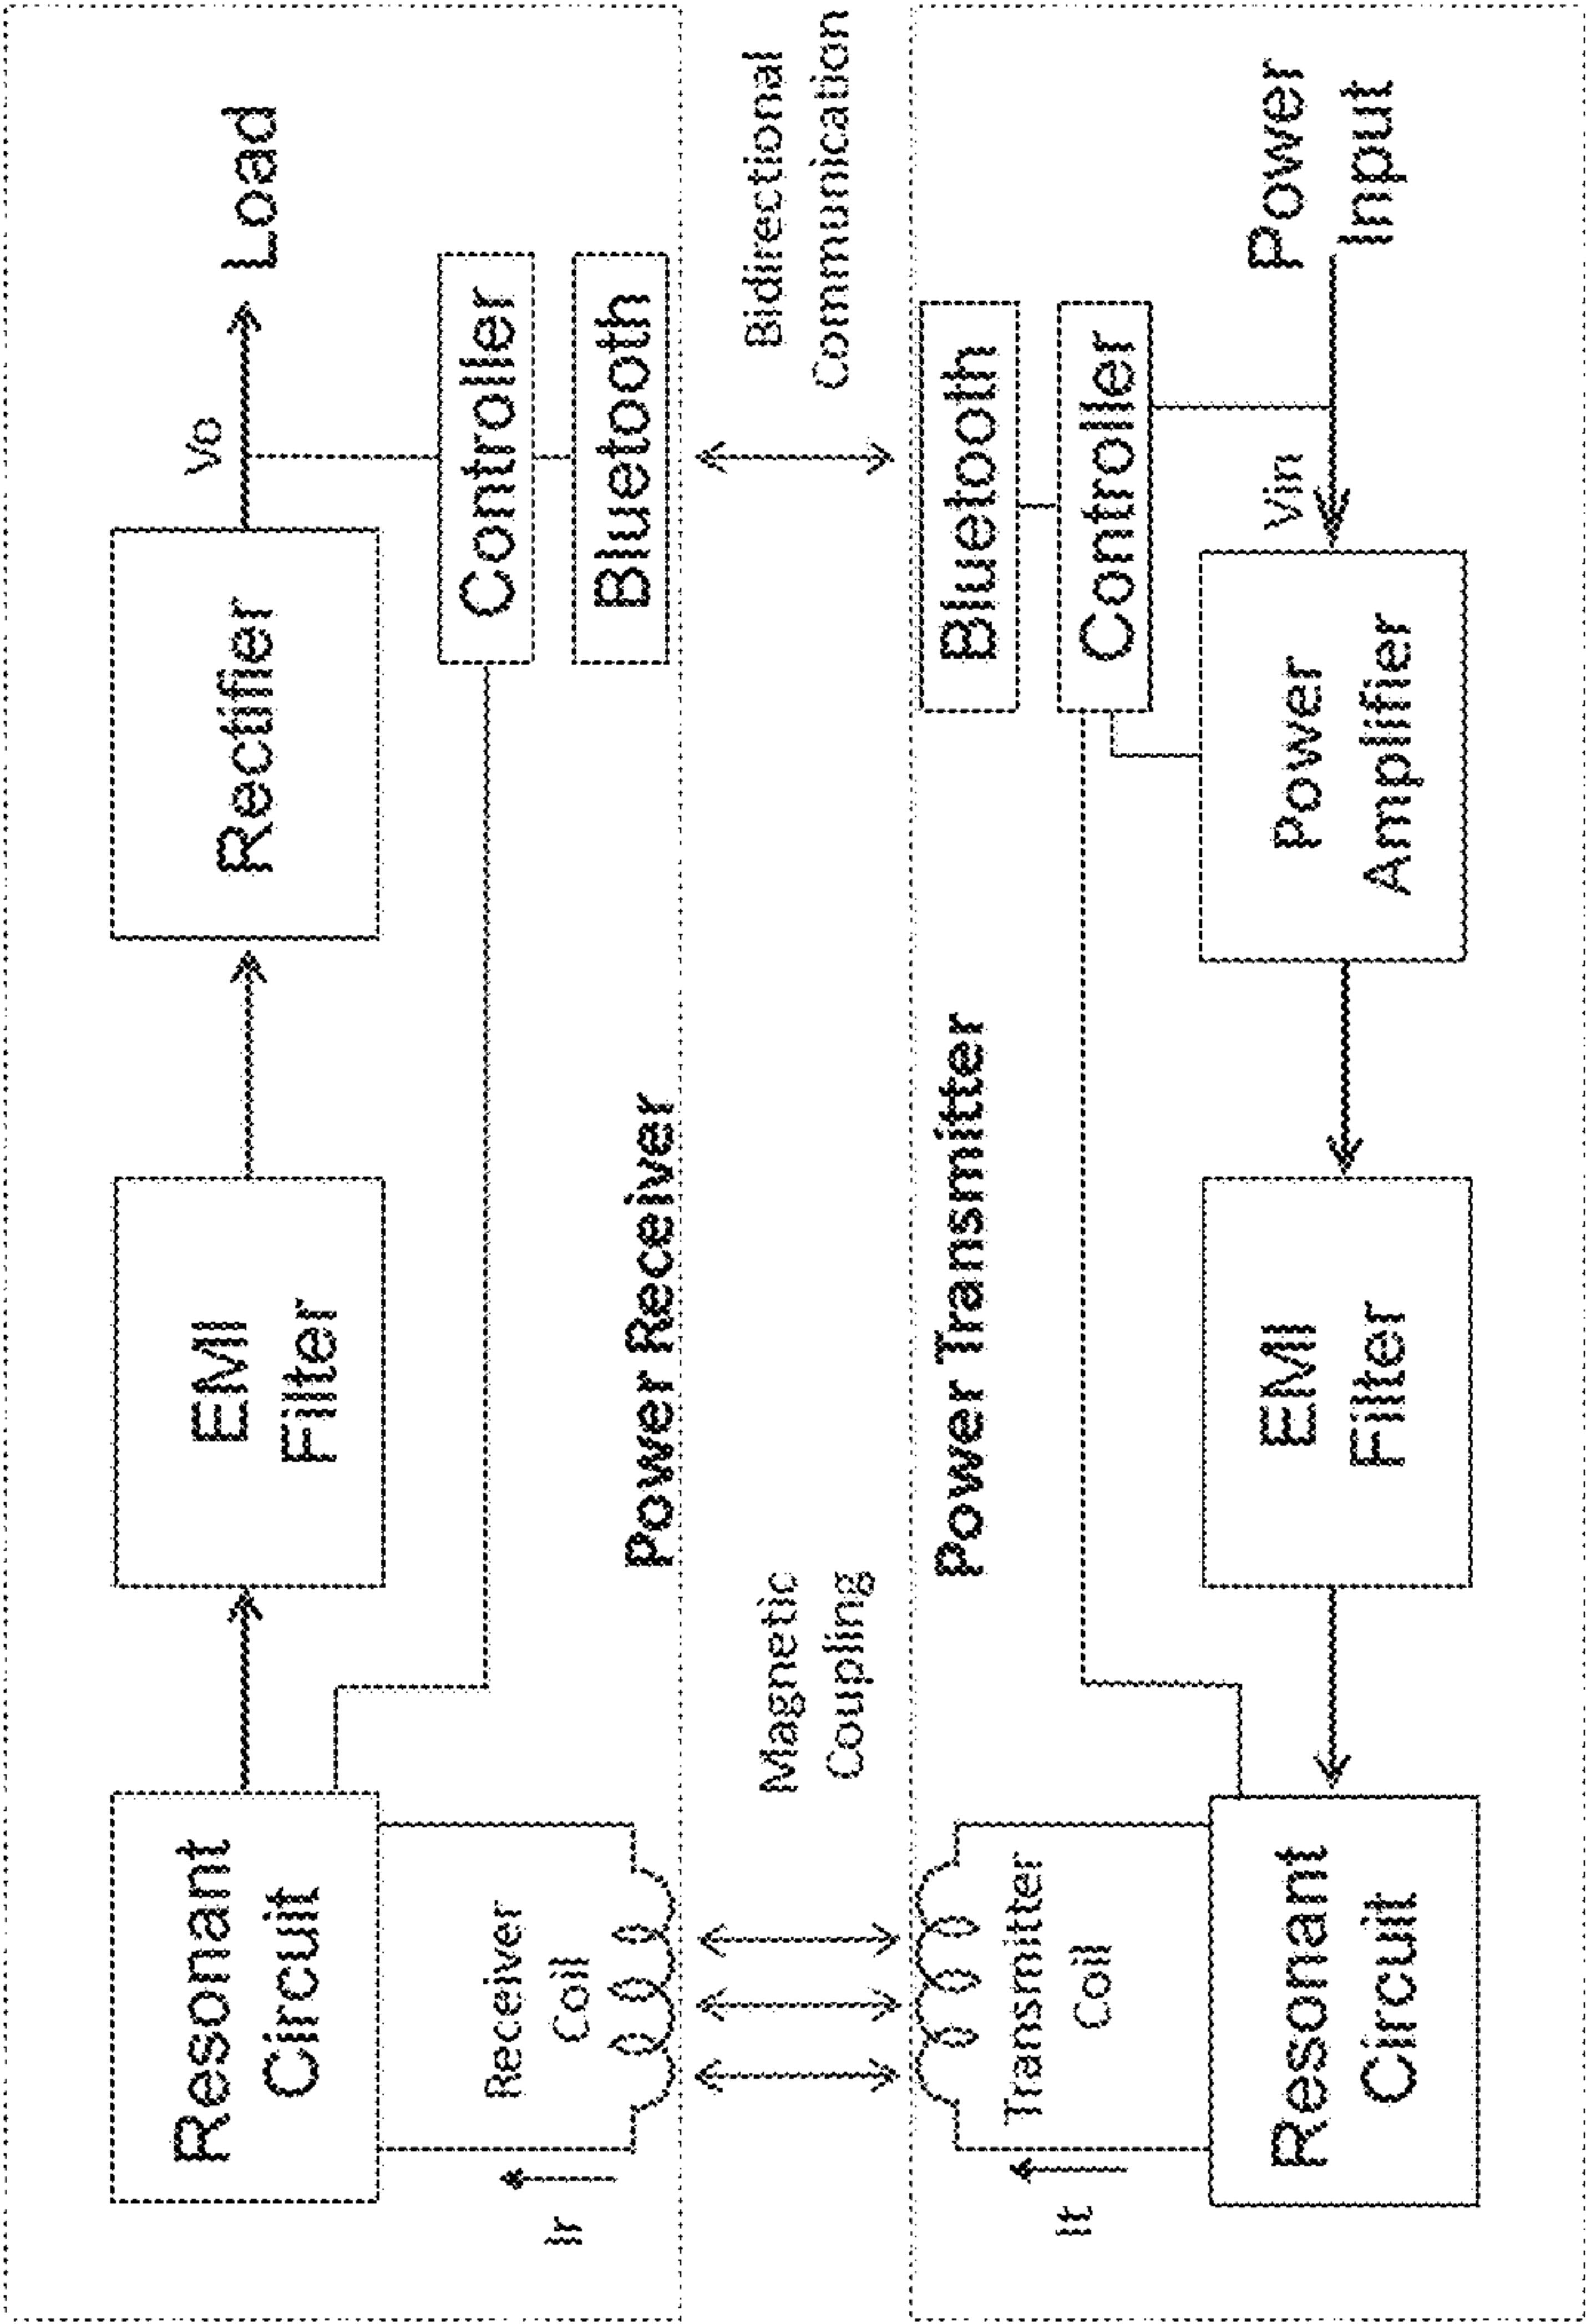 Resonant
Circuit
EMI
Filter
Rectifier
Vo
Load
Controller
Bluetooth
Receiver
Coil
Ir
Power Receiver
Magnetic
Coupling
Bidirectional
Communication
Power Transmitter
Bluetooth
Controller
Transmitter
Coil
It
Resonant
Circuit
EMI
Filter
Power
Amplifier
Vin
Power
Input